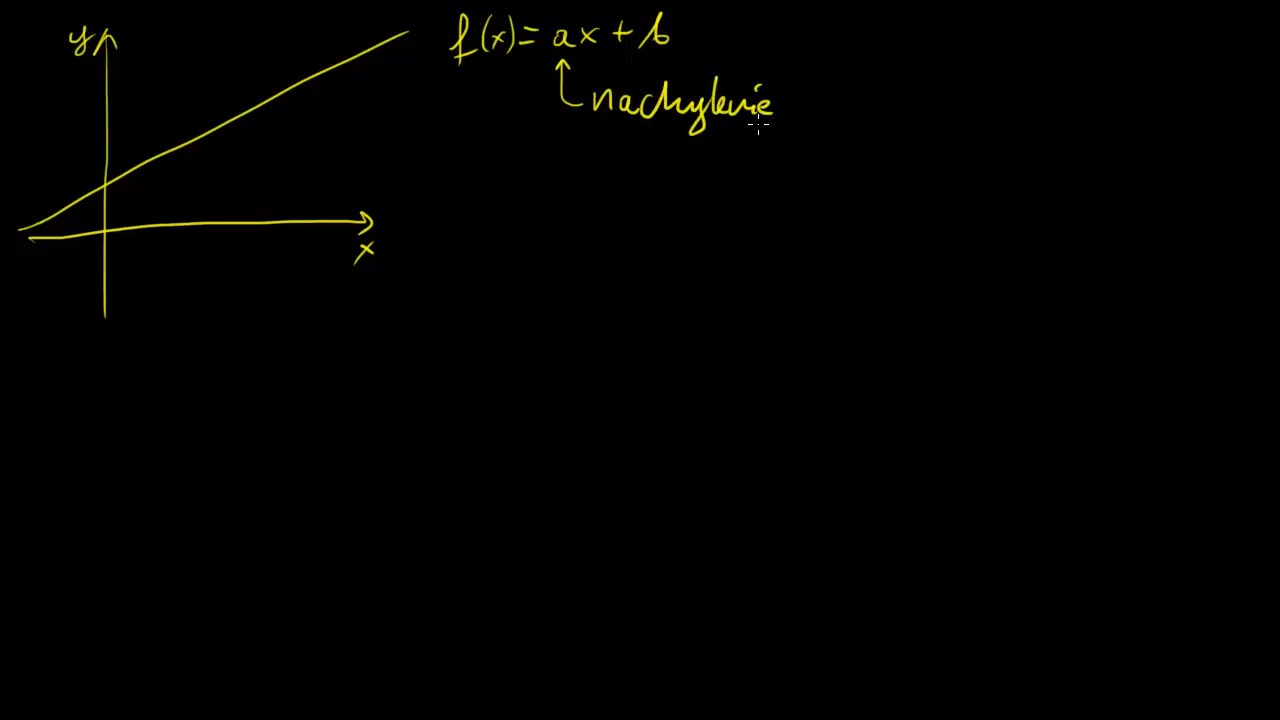 y
f(x) = ax + b
nachylenie
x